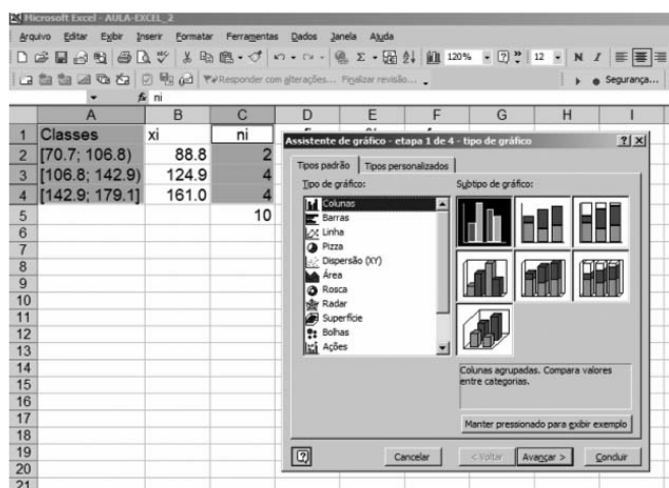 Microsoft Excel - AULA-EXCEL_2
Arquivo Editar Exibir Inserir Formatar Ferramentas Dados Janela Ajuda
120% 12 N I
Responder com alterações... Finalizar revisão... Segurança...
fx ni
A B C D E F G H I
1 Classes xi ni
2 [70.7; 106.8) 88.8 2
3 [106.8; 142.9) 124.9 4
4 [142.9; 179.1] 161.0 4
5 10
6
7
8
9
10
11
12
13
14
15
16
17
18
19
20
21
Assistente de gráfico - etapa 1 de 4 - tipo de gráfico
Tipos padrão Tipos personalizados
Tipo de gráfico: Subtipo de gráfico:
Colunas
Barras
Linha
Pizza
Dispersão (XY)
Área
Rosca
Radar
Superfície
Bolhas
Ações
Colunas agrupadas. Compara valores
entre categorias.
Manter pressionado para exibir exemplo
Cancelar < Voltar Avançar > Concluir